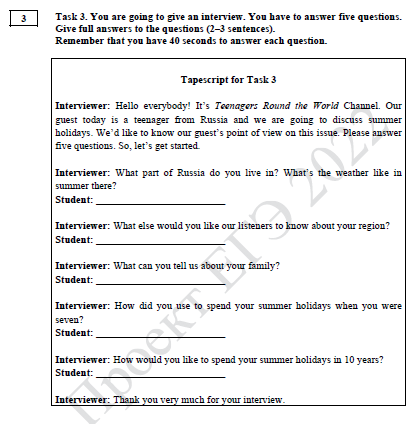 3
Task 3. You are going to give an interview. You have to answer five questions.
Give full answers to the questions (2–3 sentences).
Remember that you have 40 seconds to answer each question.
Tapescript for Task 3
Interviewer: Hello everybody! It's Teenagers Round the World Channel. Our
guest today is a teenager from Russia and we are going to discuss summer
holidays. We'd like to know our guest's point of view on this issue. Please answer
five questions. So, let's get started.
Interviewer: What part of Russia do you live in? What's the weather like in
summer there?
Student: ___________________________
Interviewer: What else would you like our listeners to know about your region?
Student: ___________________________
Interviewer: What can you tell us about your family?
Student: ___________________________
Interviewer: How did you use to spend your summer holidays when you were
seven?
Student: ___________________________
Interviewer: How would you like to spend your summer holidays in 10 years?
Student: ___________________________
Interviewer: Thank you very much for your interview.
Проект ЕГЭ 2022